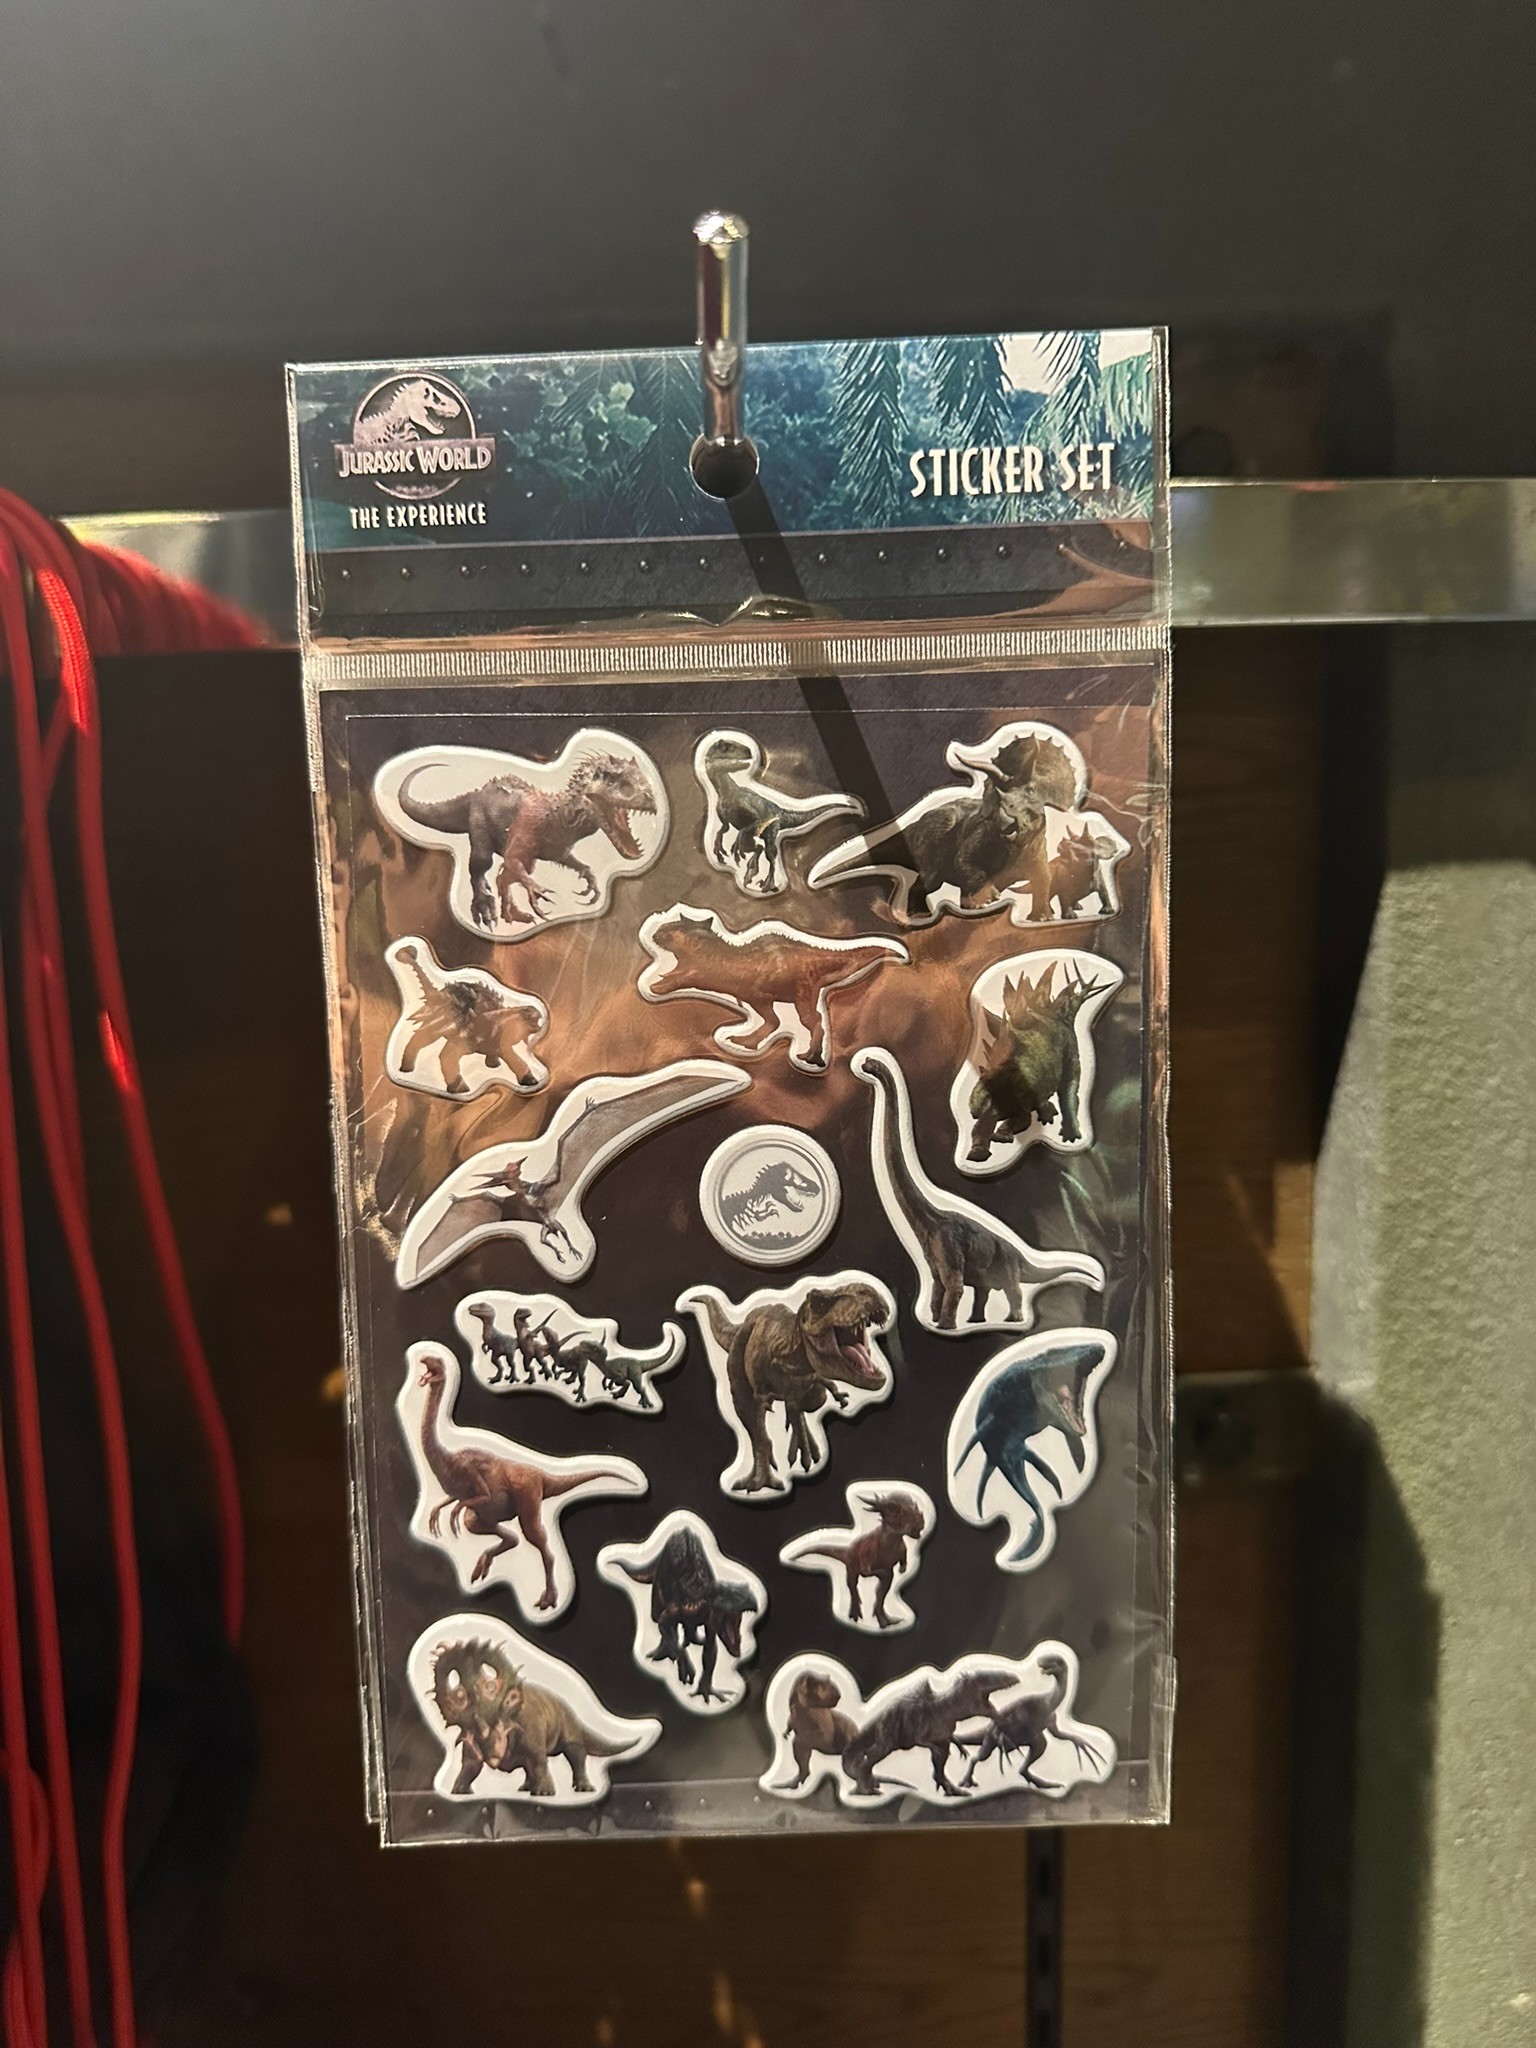 JURASSIC WORLD
THE EXPERIENCE
STICKER SET